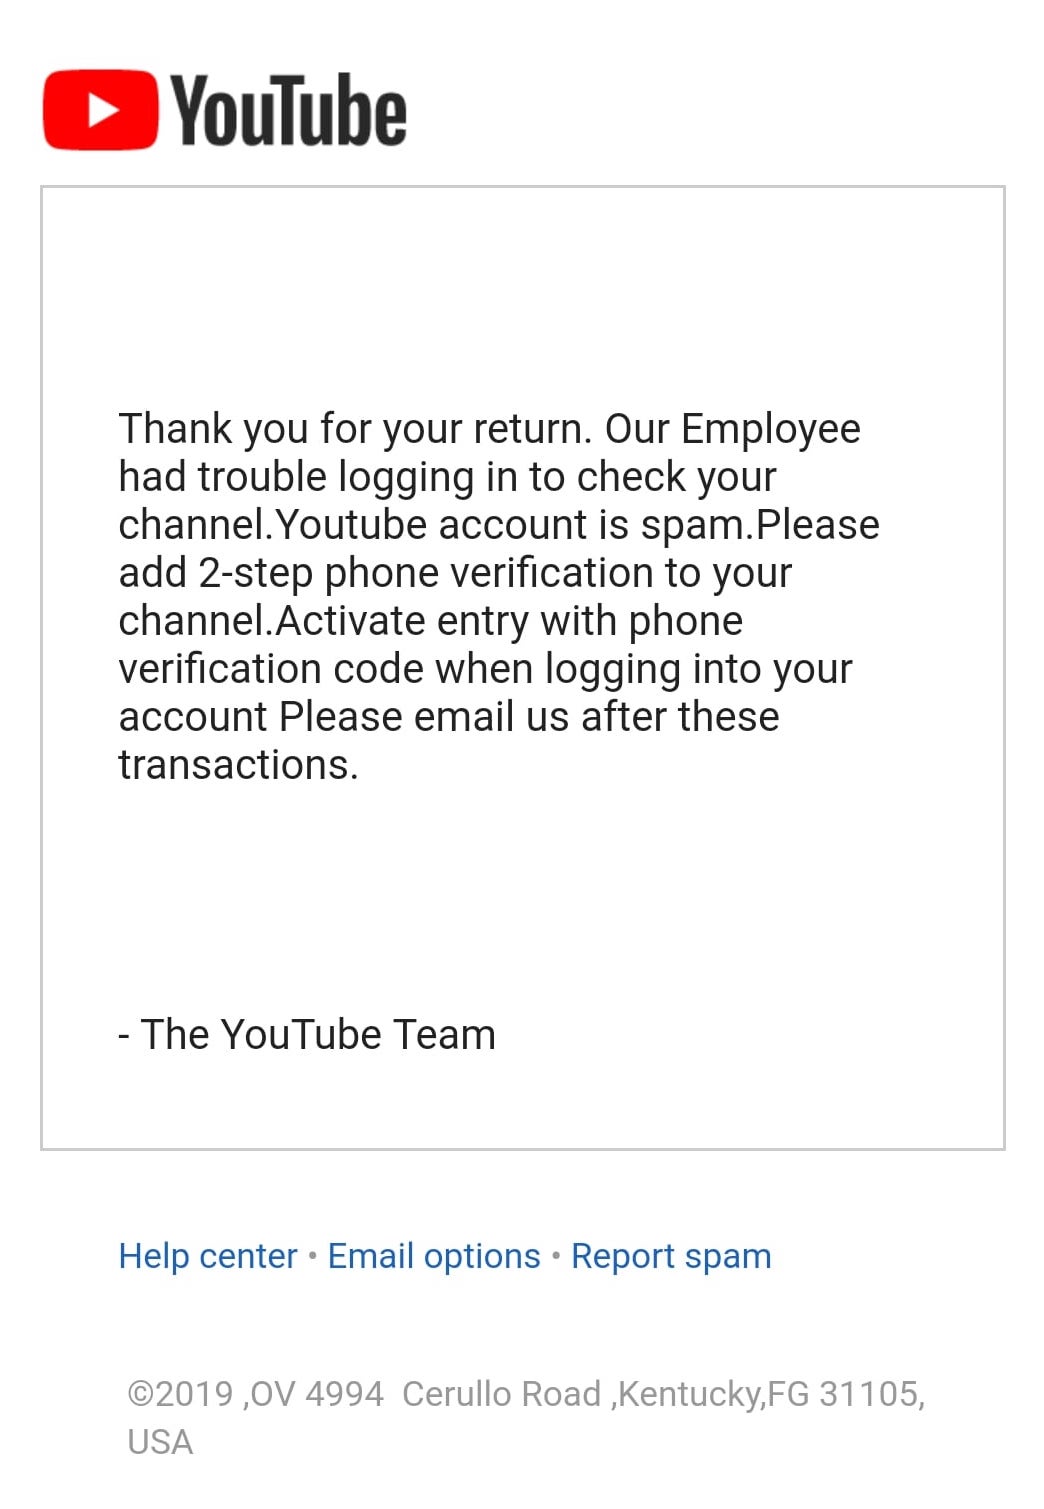 YouTube
Thank you for your return. Our Employee
had trouble logging in to check your
channel.Youtube account is spam.Please
add 2-step phone verification to your
channel.Activate entry with phone
verification code when logging into your
account Please email us after these
transactions.
- The YouTube Team
Help center • Email options • Report spam
©2019 ,OV 4994  Cerullo Road ,Kentucky,FG 31105,
USA